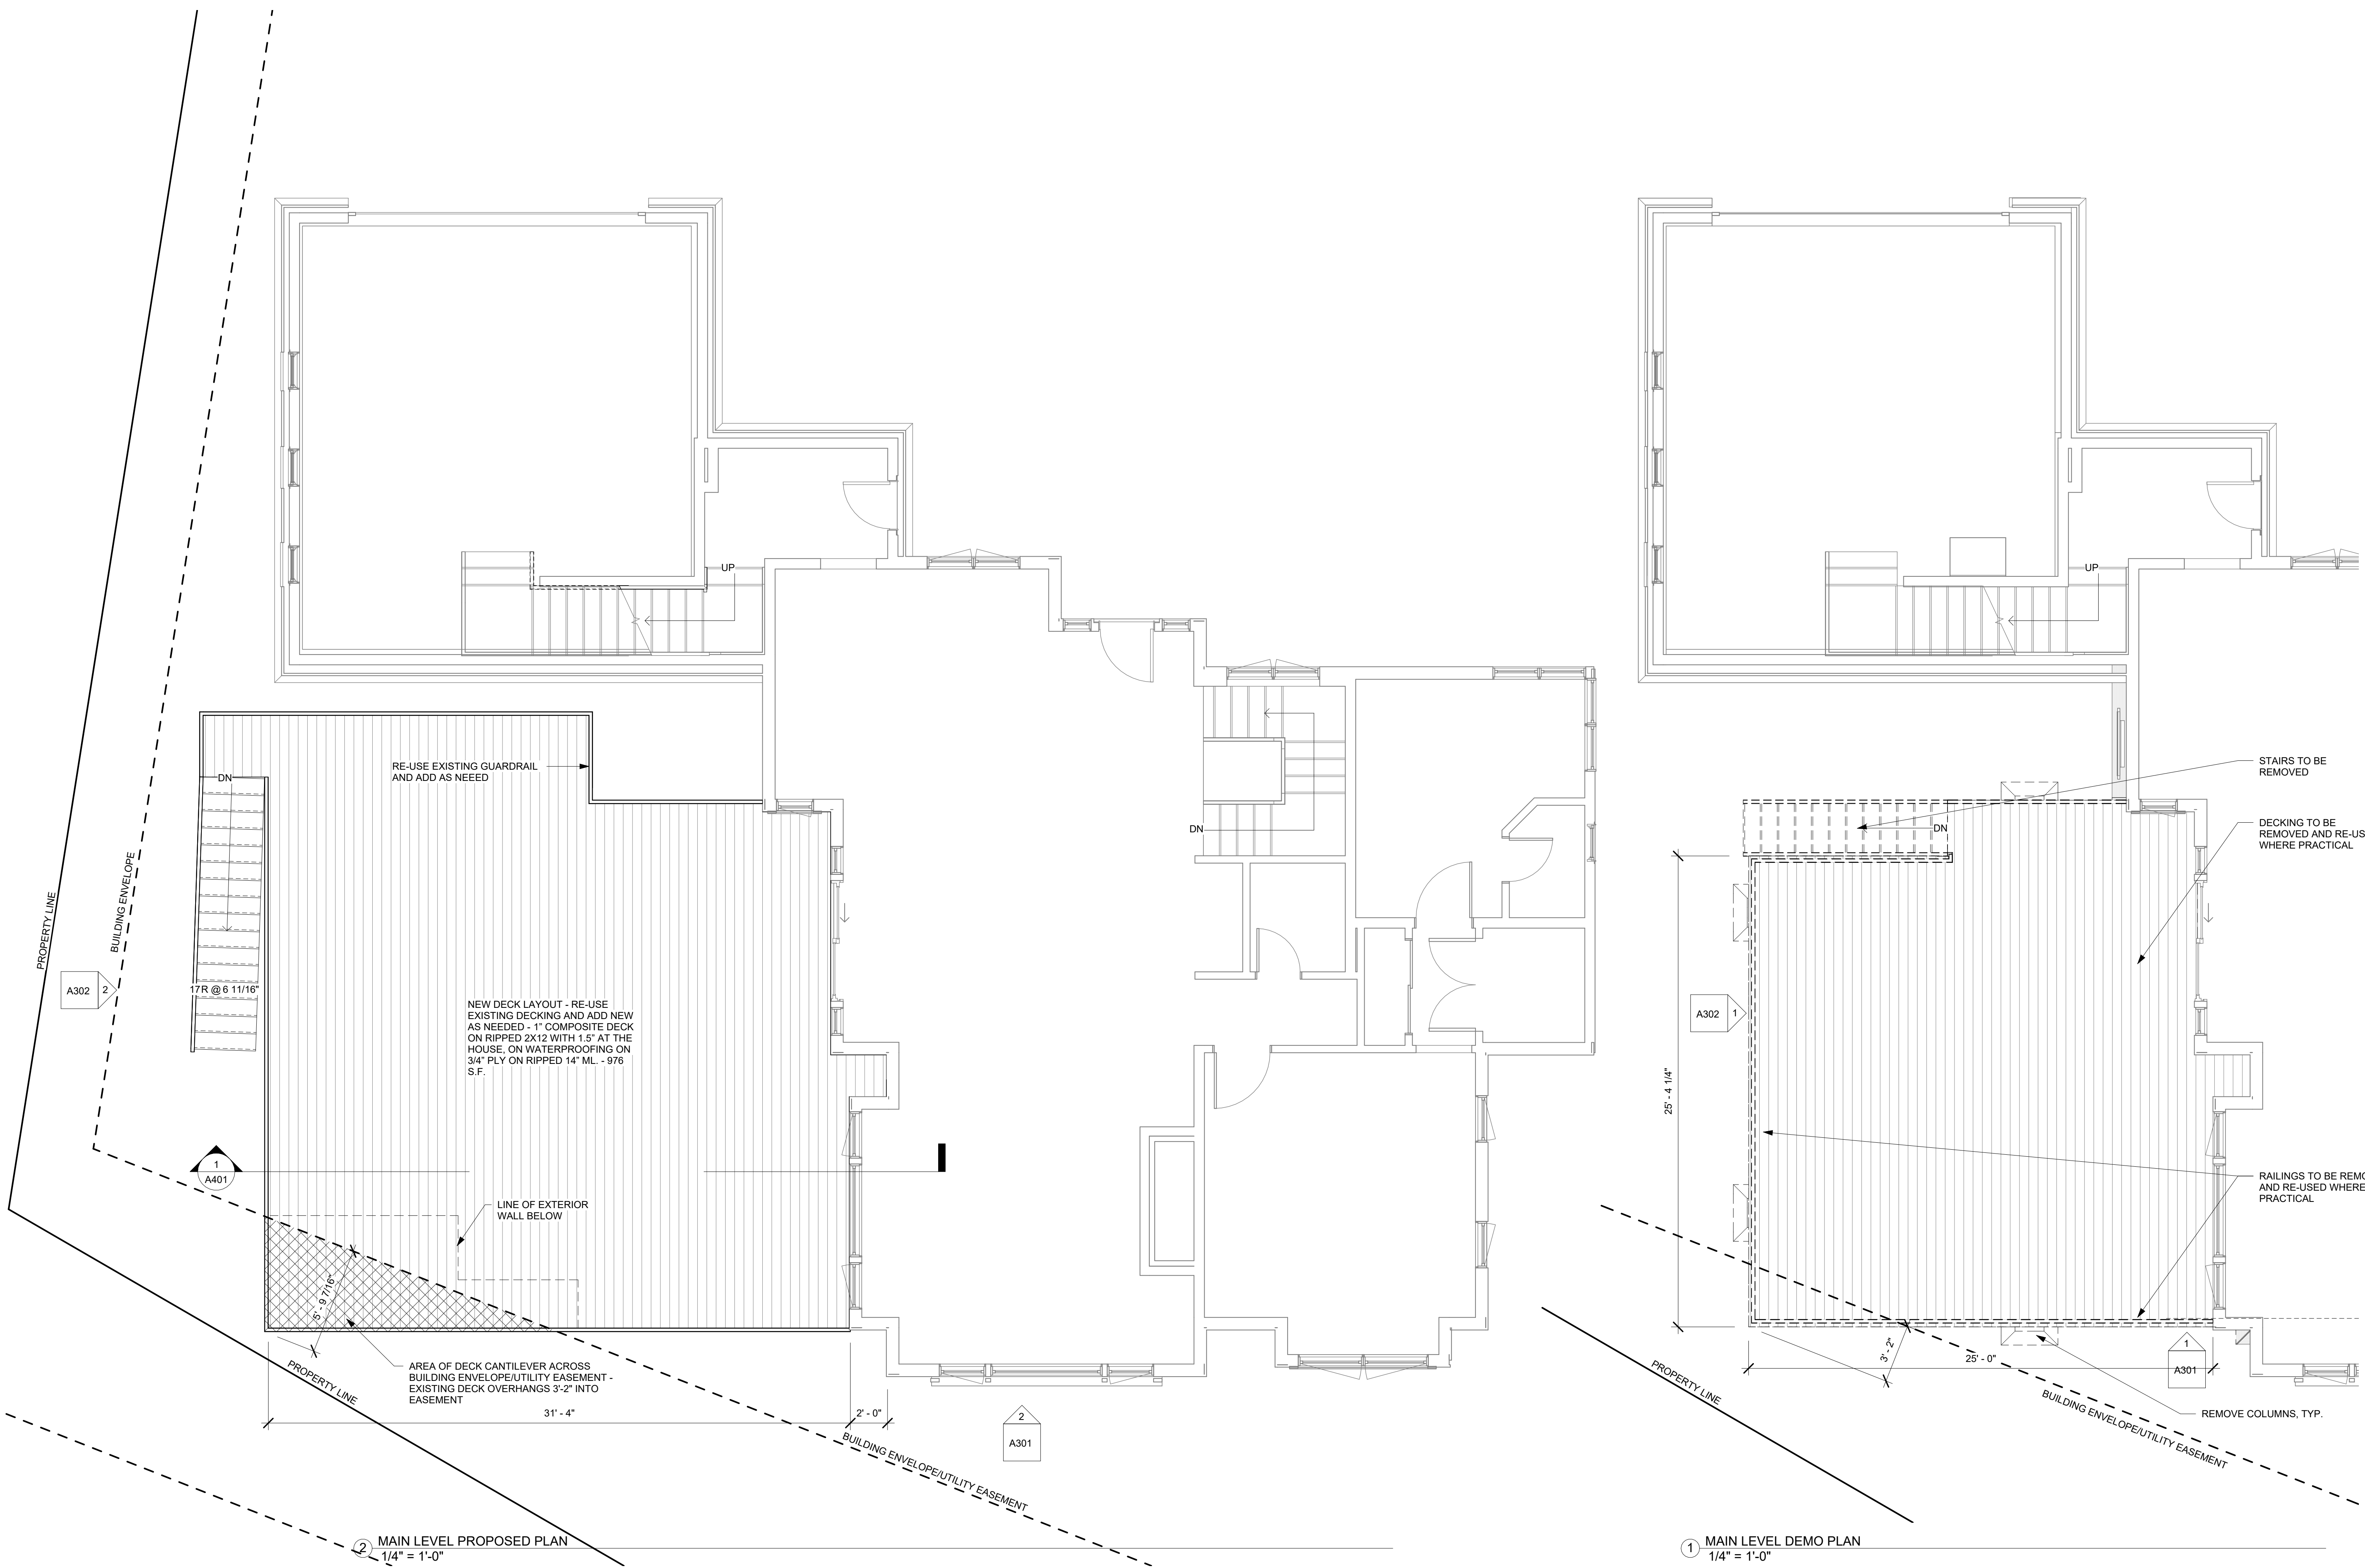 UP
RE-USE EXISTING GUARDRAIL
AND ADD AS NEEED
DN
DN
PROPERTY LINE
BUILDING ENVELOPE
A302
2
17R @ 6 11/16"
NEW DECK LAYOUT - RE-USE
EXISTING DECKING AND ADD NEW
AS NEEDED - 1" COMPOSITE DECK
ON RIPPED 2X12 WITH 1.5" AT THE
HOUSE, ON WATERPROOFING ON
3/4" PLY ON RIPPED 14" ML. - 976
S.F.
1
A401
LINE OF EXTERIOR
WALL BELOW
5' - 9 7/16"
PROPERTY LINE
AREA OF DECK CANTILEVER ACROSS
BUILDING ENVELOPE/UTILITY EASEMENT -
EXISTING DECK OVERHANGS 3'-2" INTO
EASEMENT
31' - 4"
2' - 0"
2
A301
BUILDING ENVELOPE/UTILITY EASEMENT
2
MAIN LEVEL PROPOSED PLAN
1/4" = 1'-0"
UP
STAIRS TO BE
REMOVED
DN
DECKING TO BE
REMOVED AND RE-US
WHERE PRACTICAL
A302
1
25' - 4 1/4"
RAILINGS TO BE REMO
AND RE-USED WHERE
PRACTICAL
3' - 2"
25' - 0"
1
A301
PROPERTY LINE
REMOVE COLUMNS, TYP.
BUILDING ENVELOPE/UTILITY EASEMENT
1
MAIN LEVEL DEMO PLAN
1/4" = 1'-0"